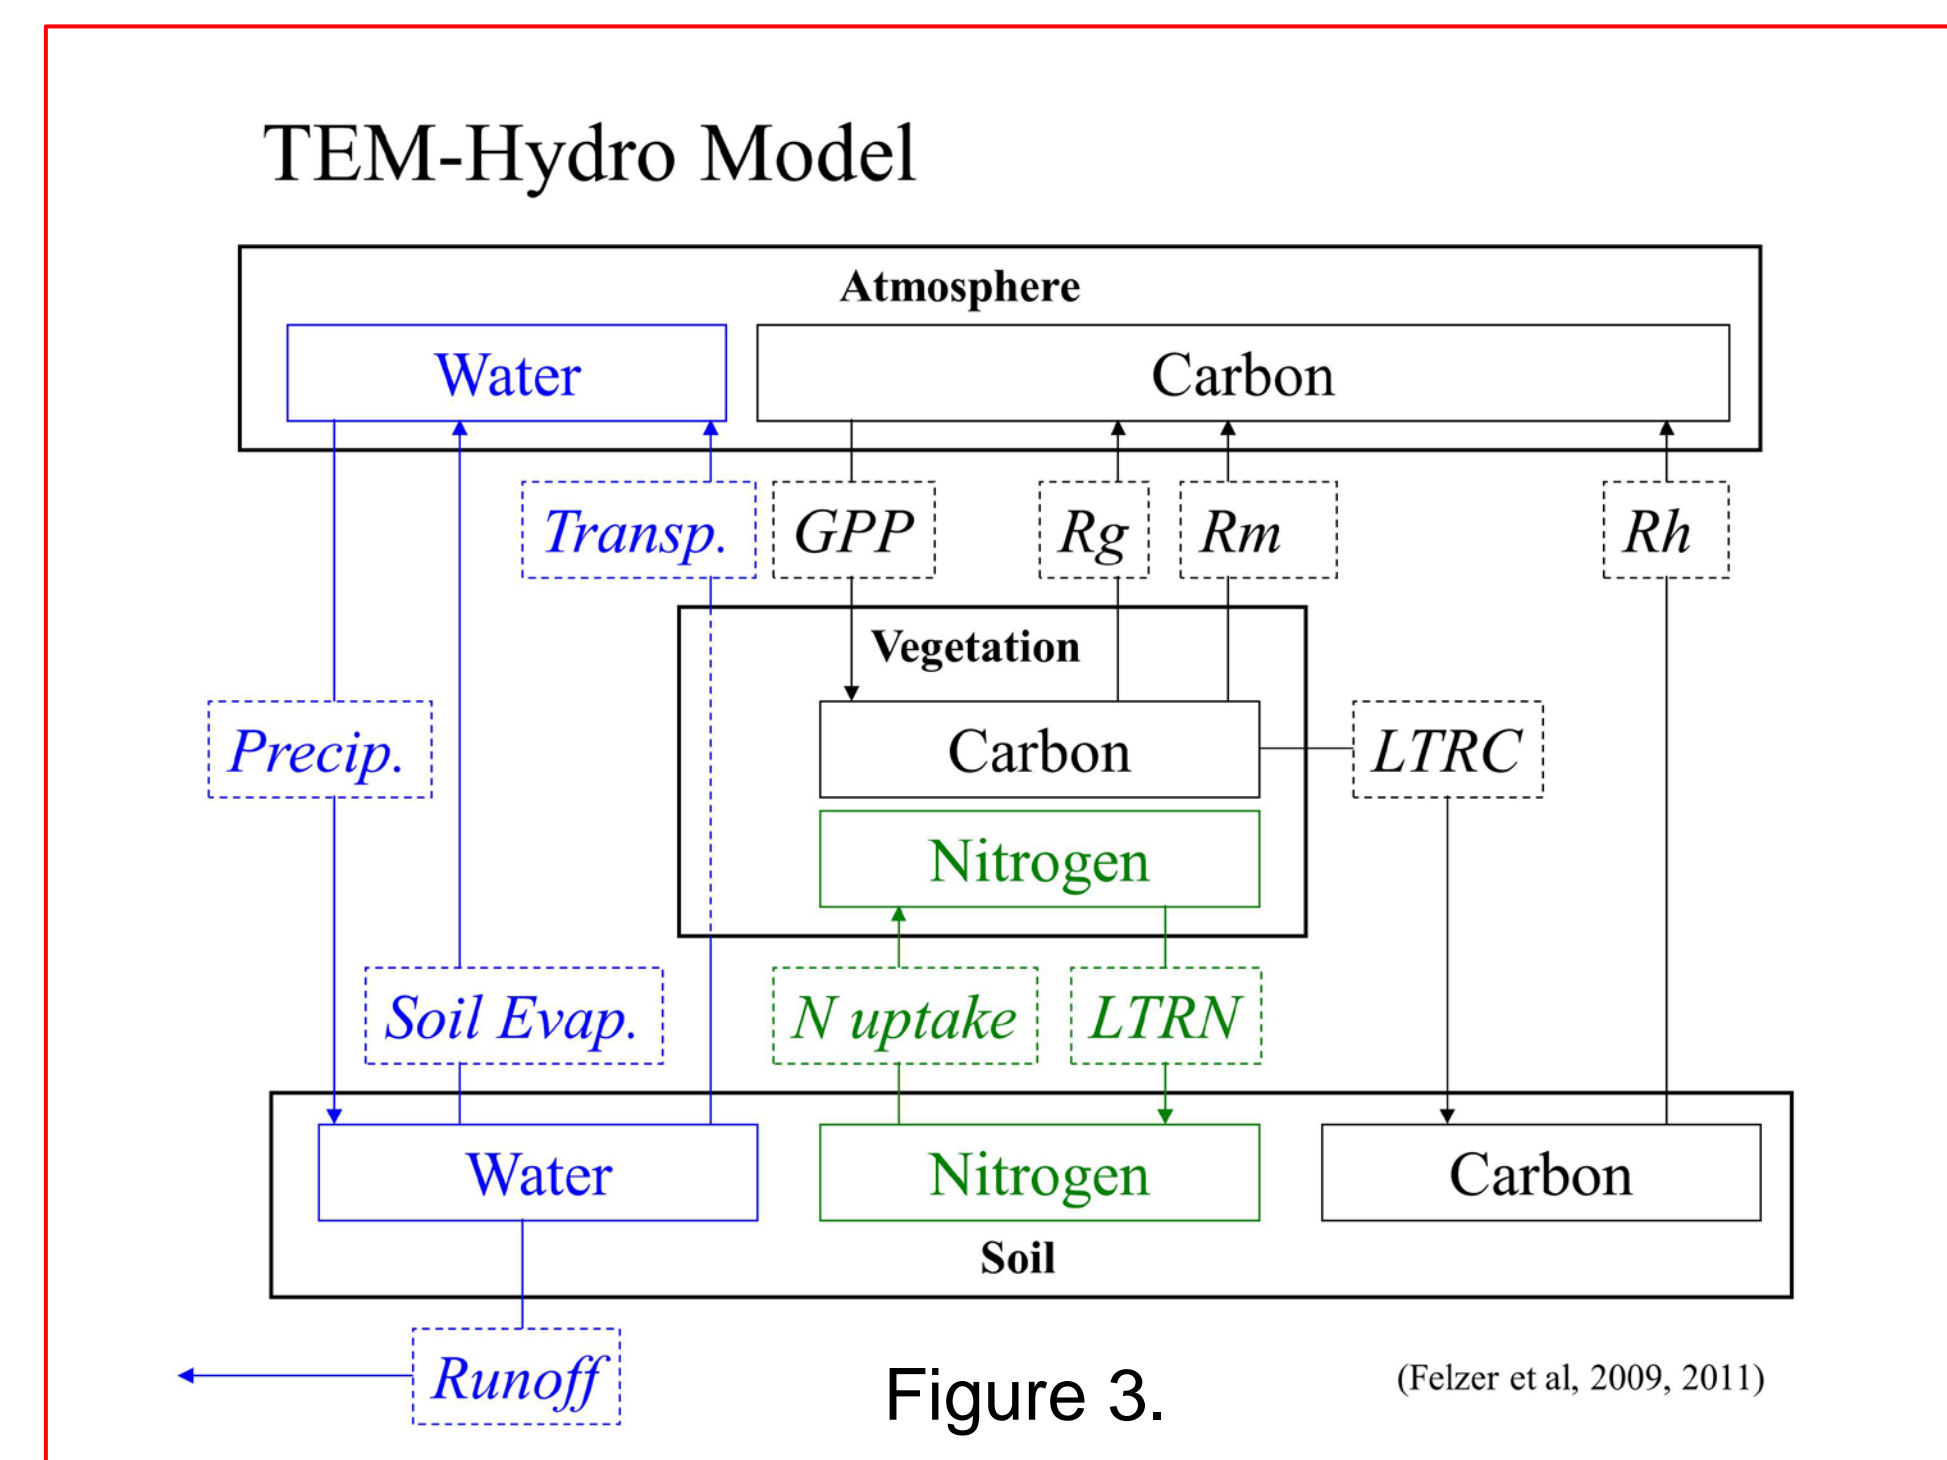 TEM-Hydro Model
Atmosphere
Water
Carbon
Transp.
GPP
Rg
Rm
Rh
Vegetation
Precip.
Carbon
LTRC
Nitrogen
Soil Evap.
N uptake
LTRN
Water
Nitrogen
Carbon
Soil
Runoff
Figure 3.
(Felzer et al, 2009, 2011)